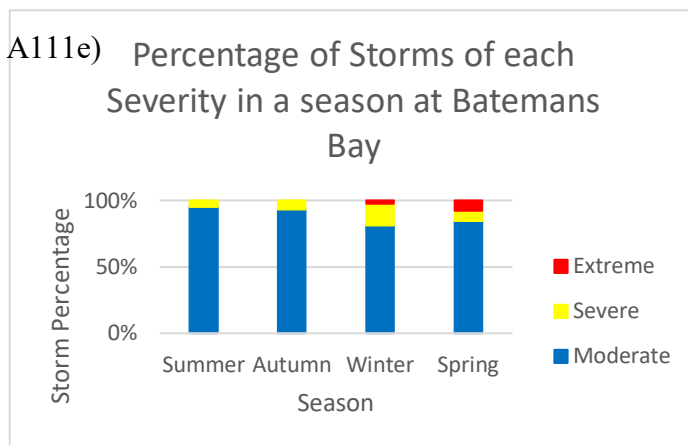 A111e)
Percentage of Storms of each
Severity in a season at Batemans
Bay
Storm Percentage
100%
50%
0%
Summer Autumn Winter Spring
Season
Extreme
Severe
Moderate